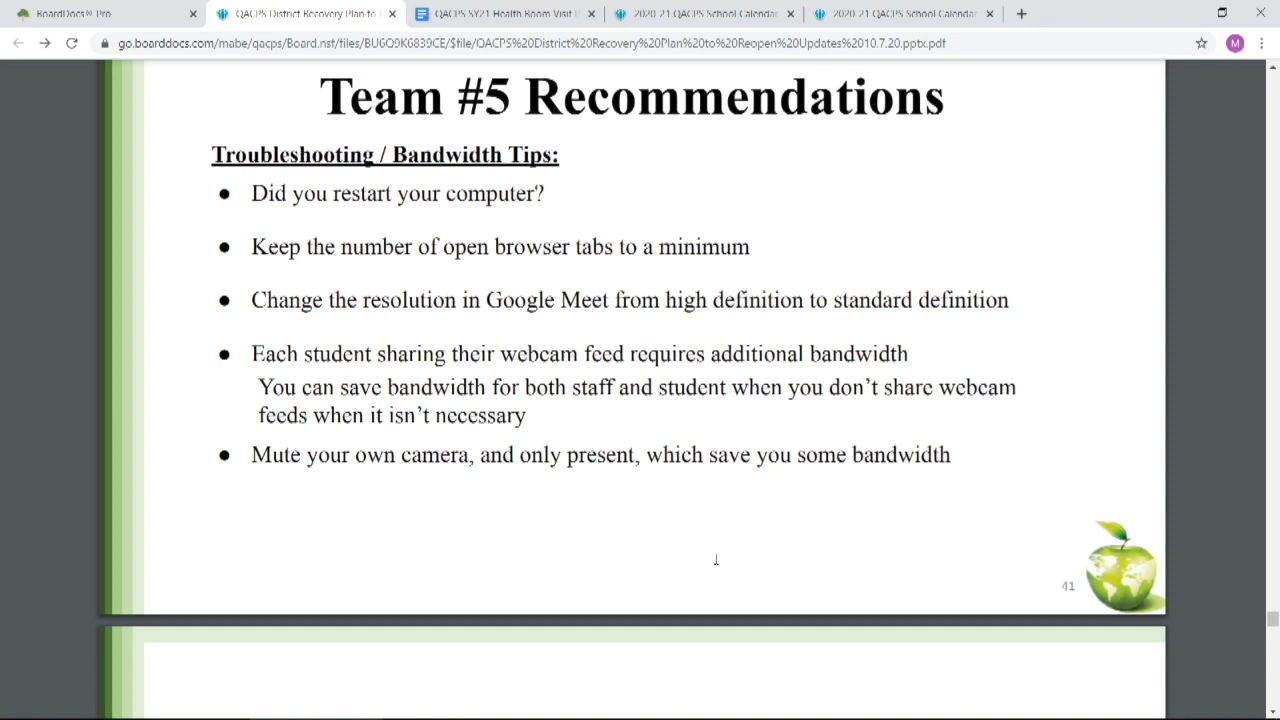 BoardDocs® Pro
QACPS District Recovery Plan to
QACPS SY21 Health Room Visit
2020-21 QACPS School Calendar
2020-21 QACPS School Calendar
go.boarddocs.com/mabe/qacps/Board.nsf/files/BU6Q9K6839CE/$file/QACPS%20District%20Recovery%20Plan%20to%20Reopen%20Updates%2010.7.20.pptx.pdf
M
Team #5 Recommendations
Troubleshooting / Bandwidth Tips:
● Did you restart your computer?
● Keep the number of open browser tabs to a minimum
● Change the resolution in Google Meet from high definition to standard definition
● Each student sharing their webcam feed requires additional bandwidth
You can save bandwidth for both staff and student when you don't share webcam
feeds when it isn't necessary
● Mute your own camera, and only present, which save you some bandwidth
41